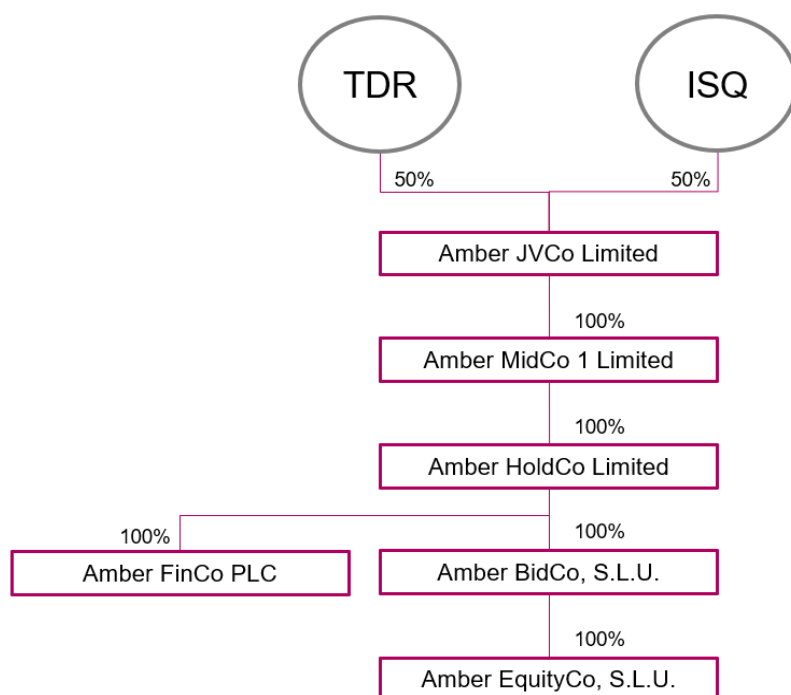 TDR
ISQ
50%
50%
Amber JVCo Limited
100%
Amber MidCo 1 Limited
100%
Amber HoldCo Limited
100%
100%
Amber FinCo PLC
Amber BidCo, S.L.U.
100%
Amber EquityCo, S.L.U.